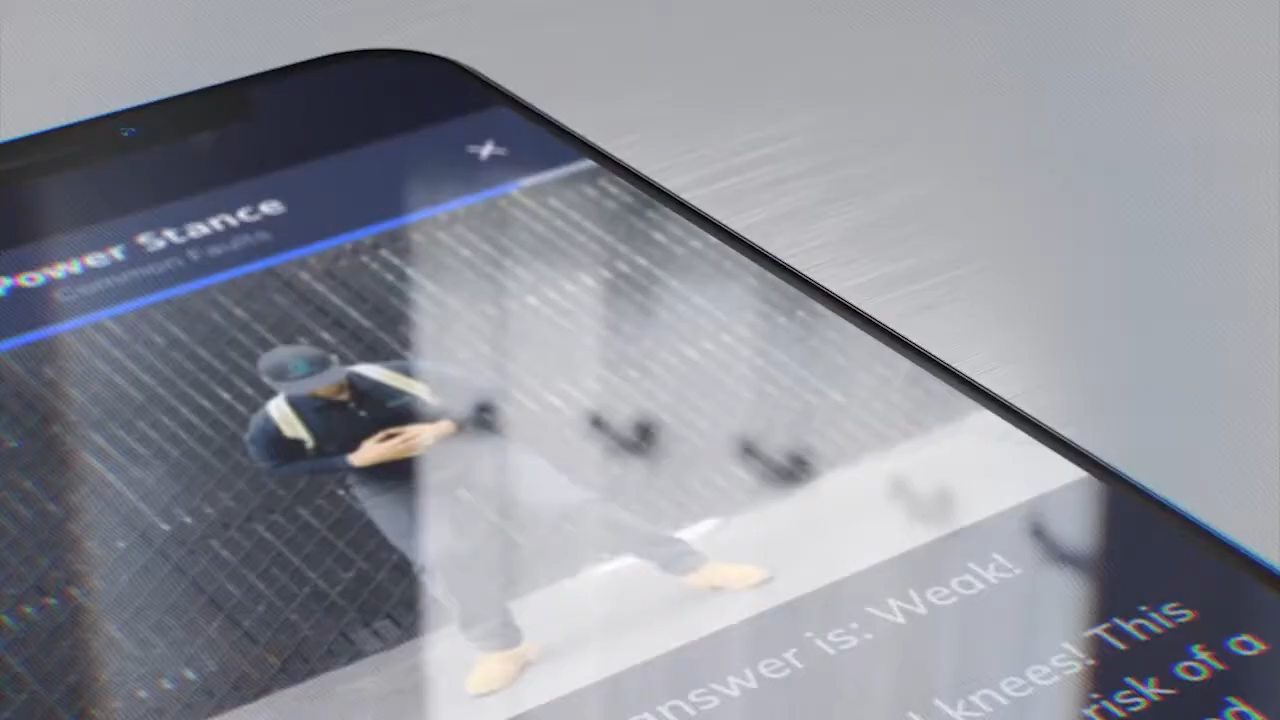 Power Stance
Common Faults
answer is: Weak!
knees! This
risk of a